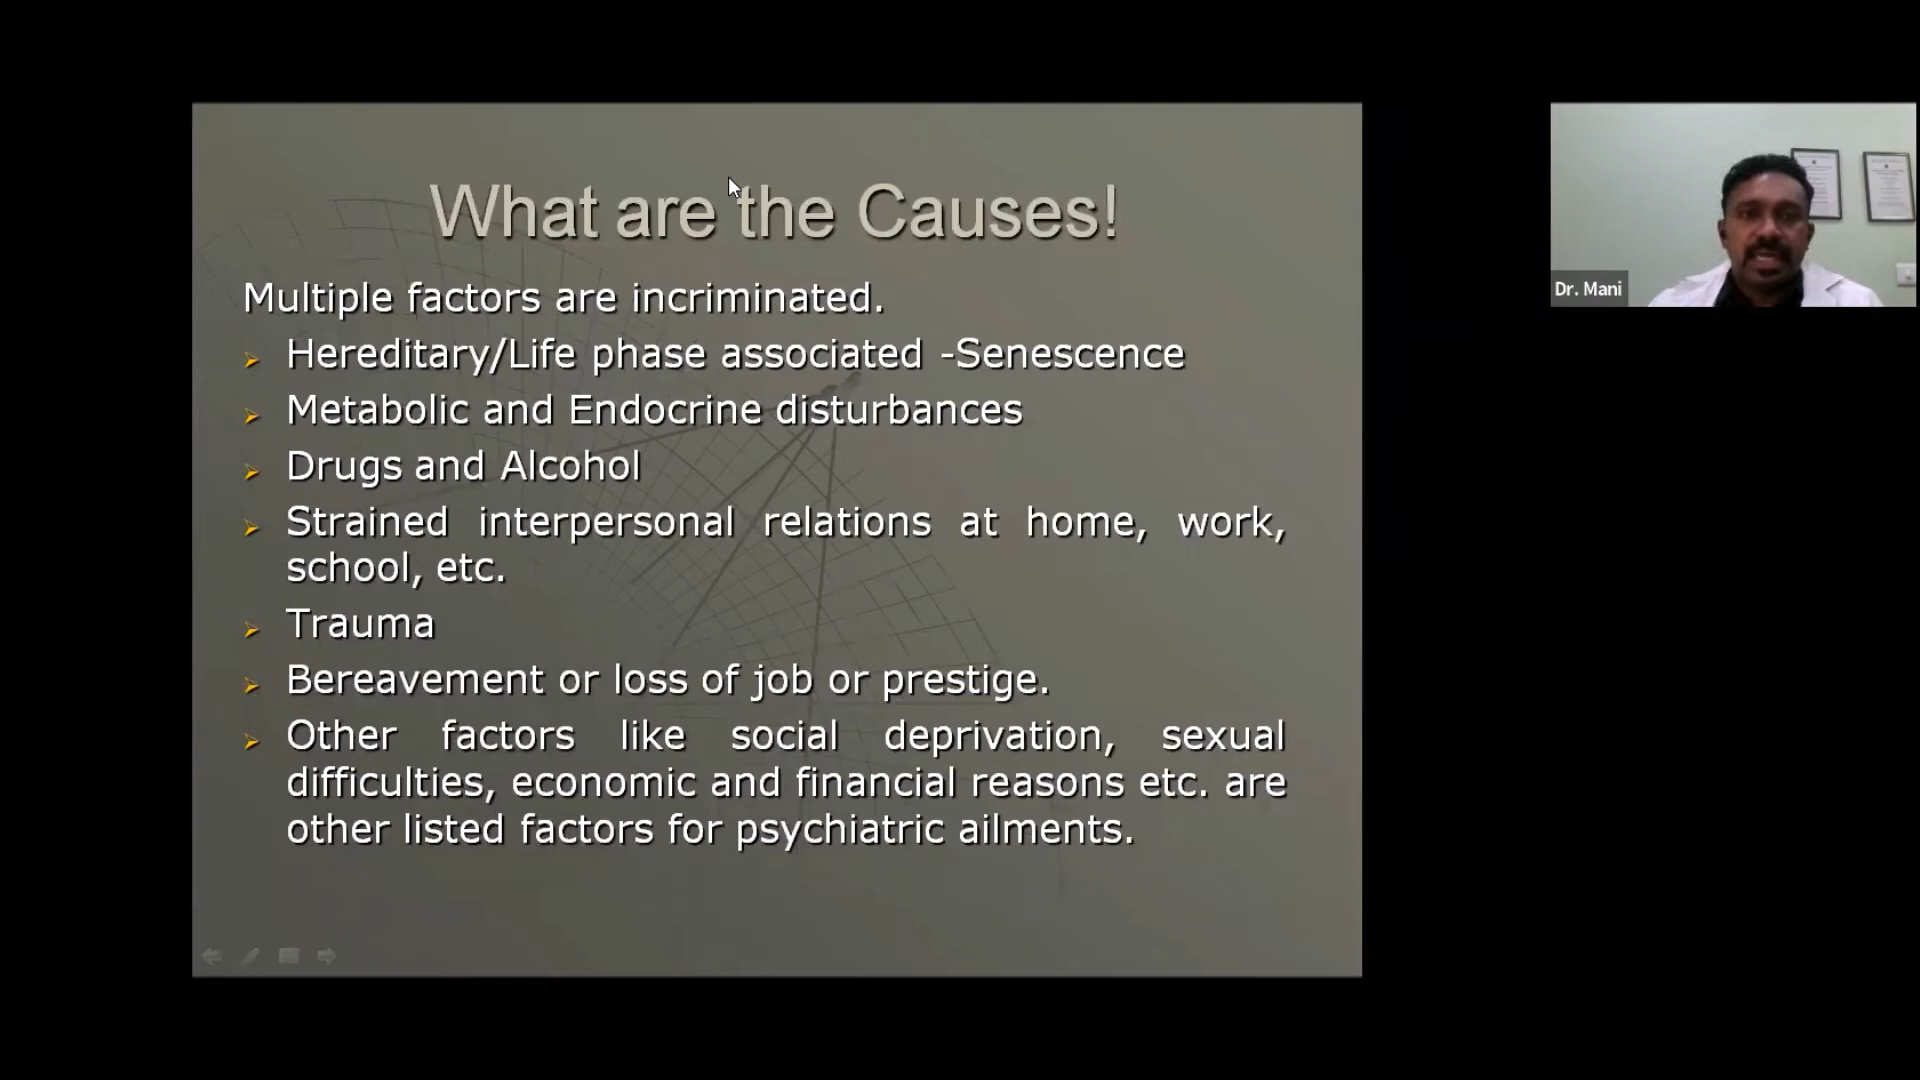 What are the Causes!
Multiple factors are incriminated.
Hereditary/Life phase associated -Senescence
Metabolic and Endocrine disturbances
Drugs and Alcohol
Strained interpersonal relations at home, work,
school, etc.
Trauma
Bereavement or loss of job or prestige.
Other factors like social deprivation, sexual
difficulties, economic and financial reasons etc. are
other listed factors for psychiatric ailments.
Dr. Mani